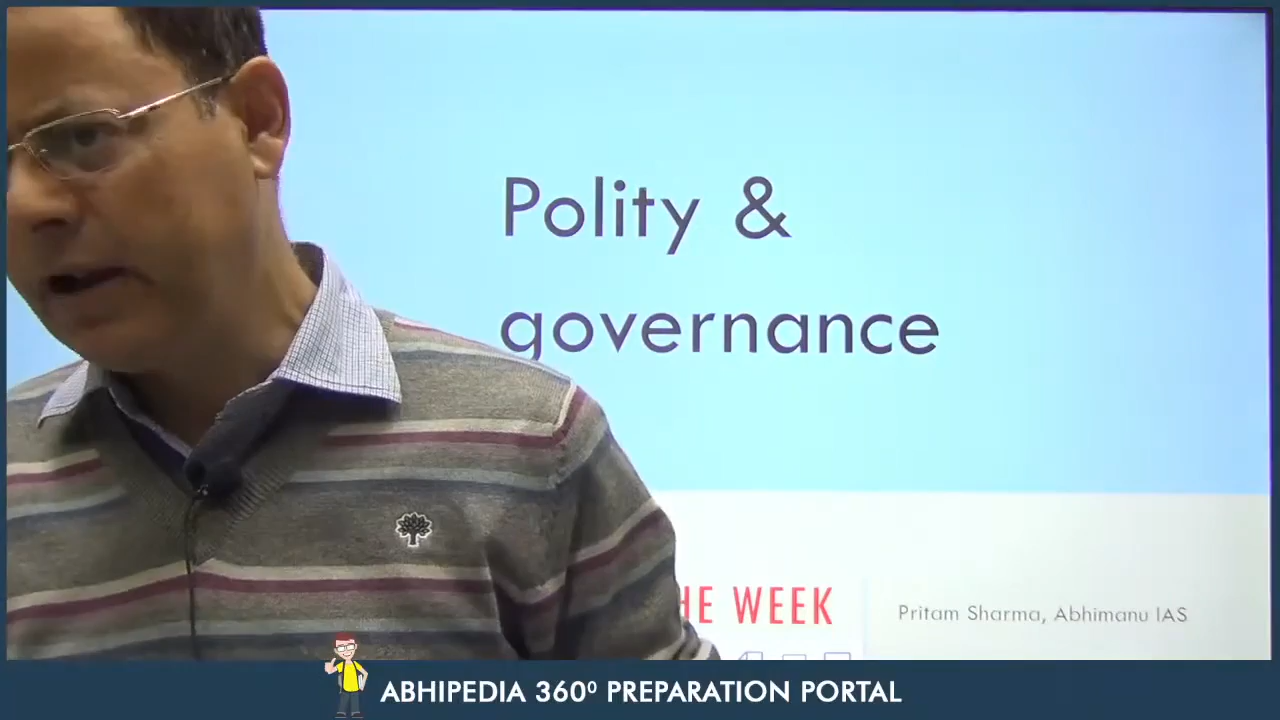 Polity &
governance
HE WEEK
Pritam Sharma, Abhimanu IAS
ABHIPEDIA 360⁰ PREPARATION PORTAL